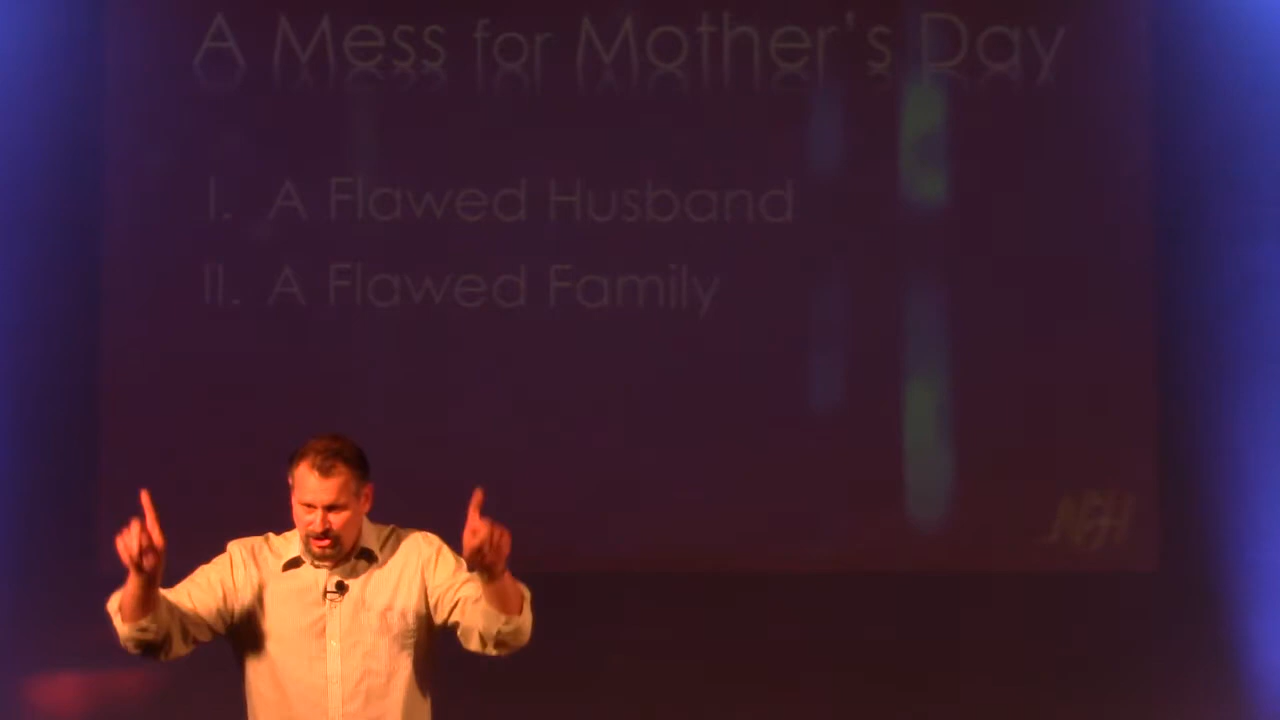 A Mess for Mother's Day
I. A Flawed Husband
II. A Flawed Family